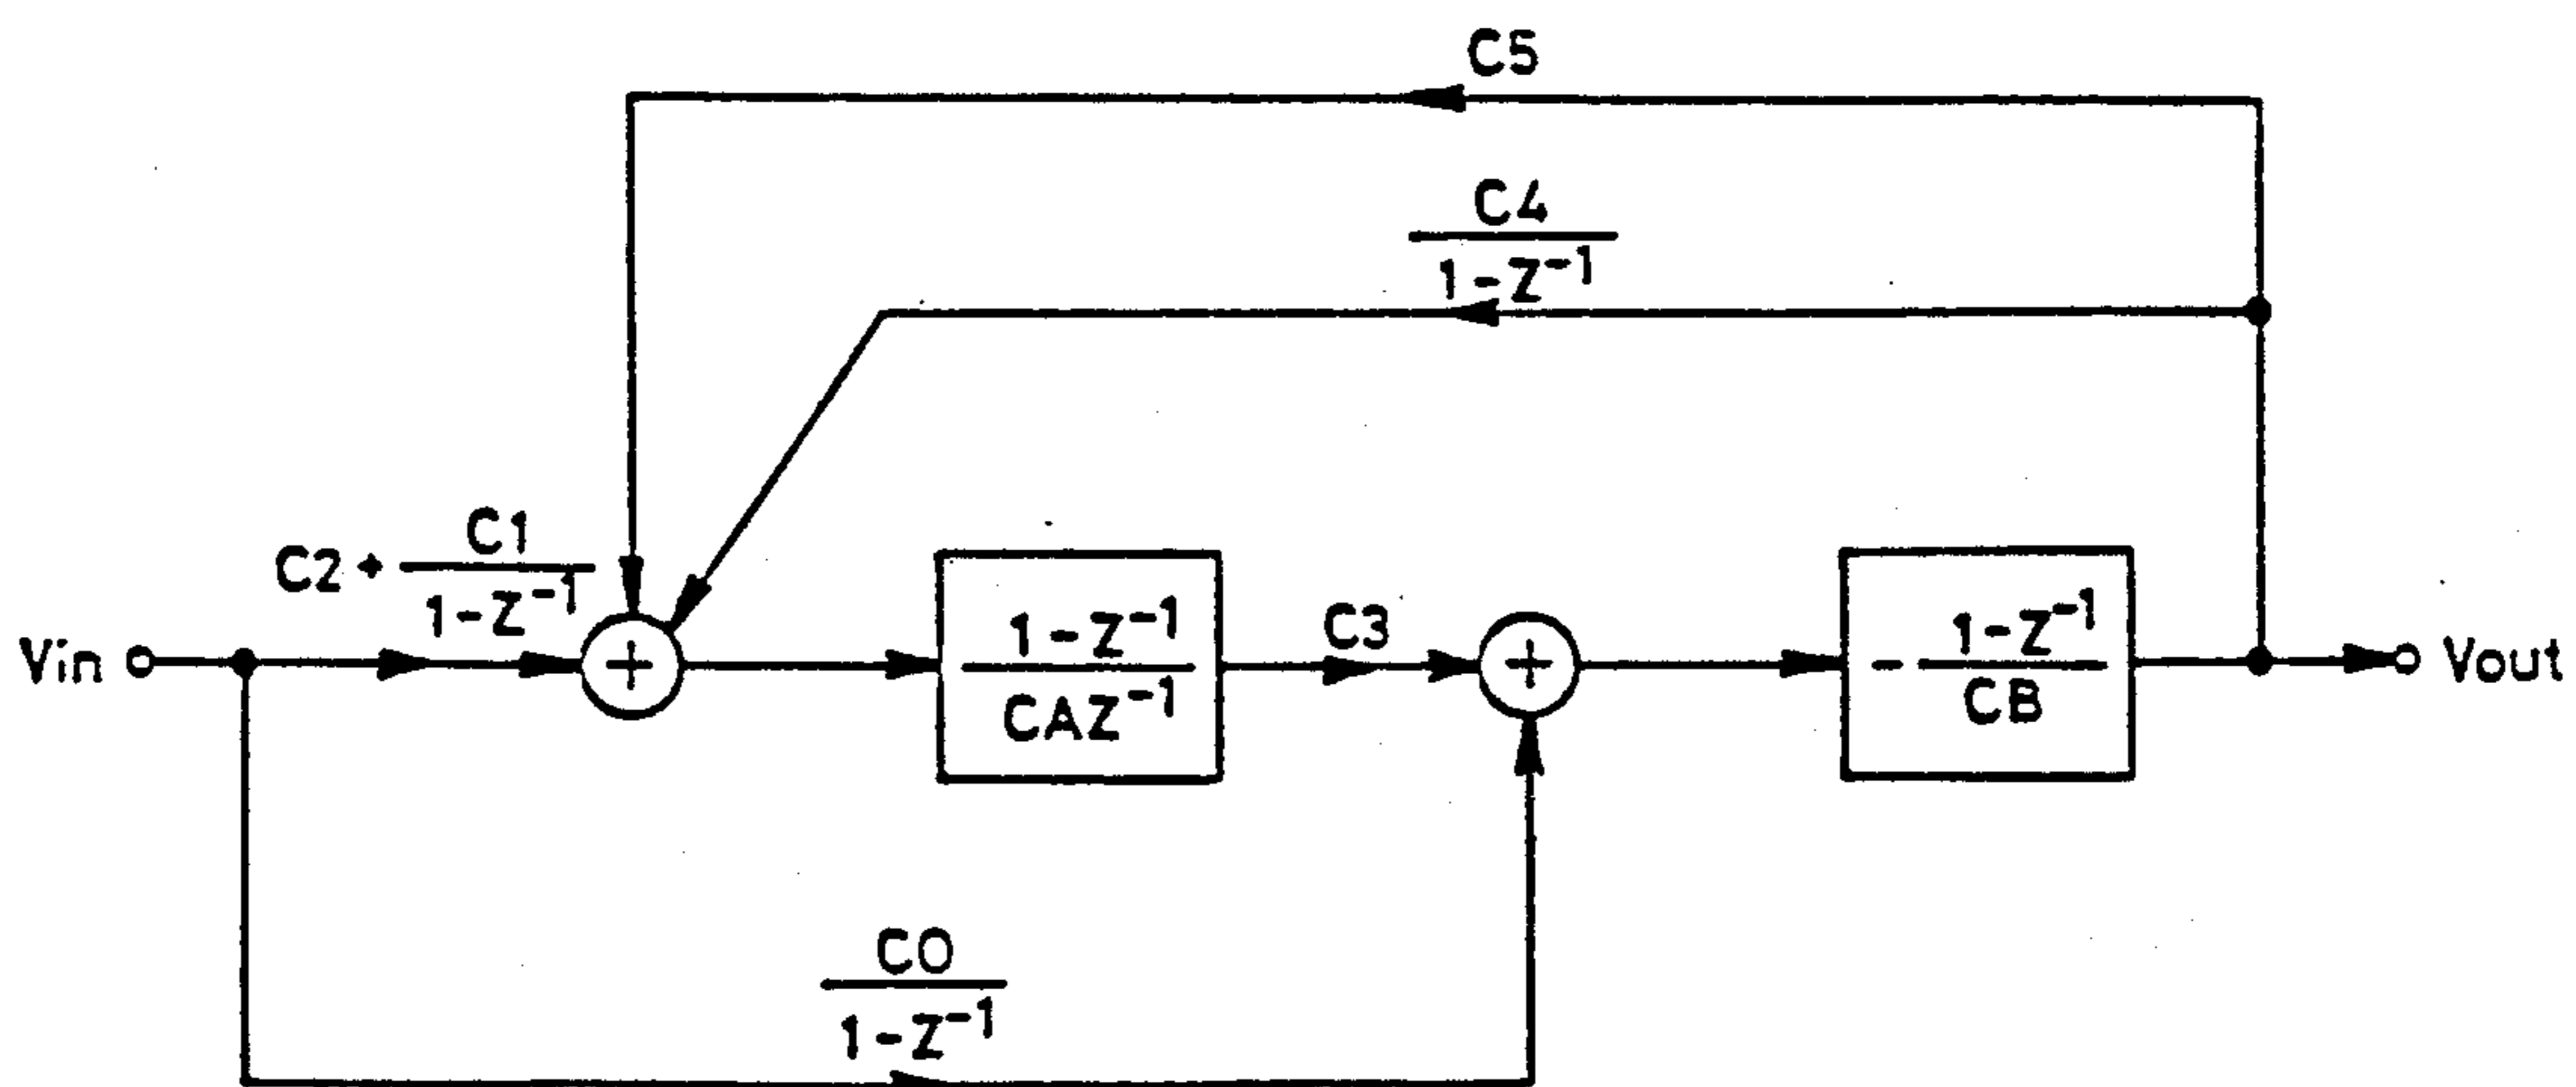 C5
C4
1-Z⁻¹
C2 + C1
1-Z⁻¹
Vin
+
1-Z⁻¹
CAZ⁻¹
C3
+
- 1-Z⁻¹
CB
Vout
C0
1-Z⁻¹